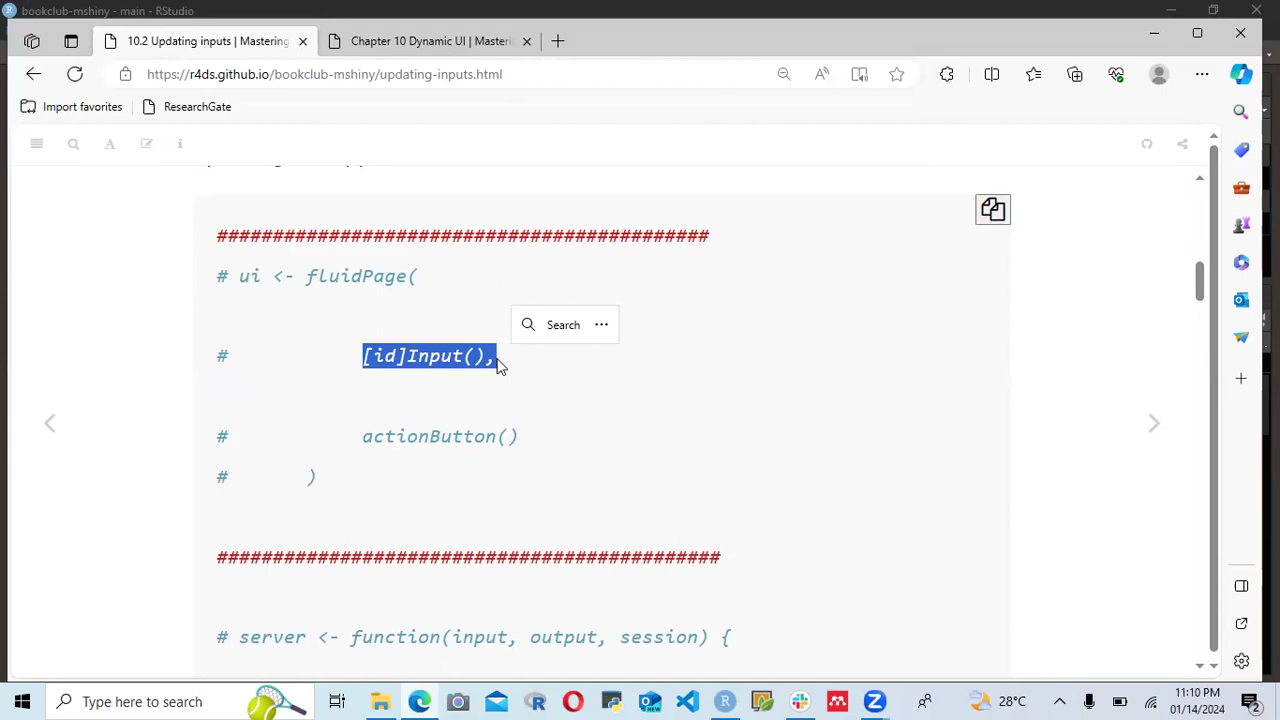 bookclub-mshiny - main - RStudio
10.2 Updating inputs | Mastering
Chapter 10 Dynamic UI | Masteri
https://r4ds.github.io/bookclub-mshiny/updating-inputs.html
Import favorites
ResearchGate
##########################################
# ui <- fluidPage(
Search
# [id]Input(),
# actionButton()
# )
###########################################
# server <- function(input, output, session) {
Type here to search
28°C
11:10 PM
01/14/2024
2